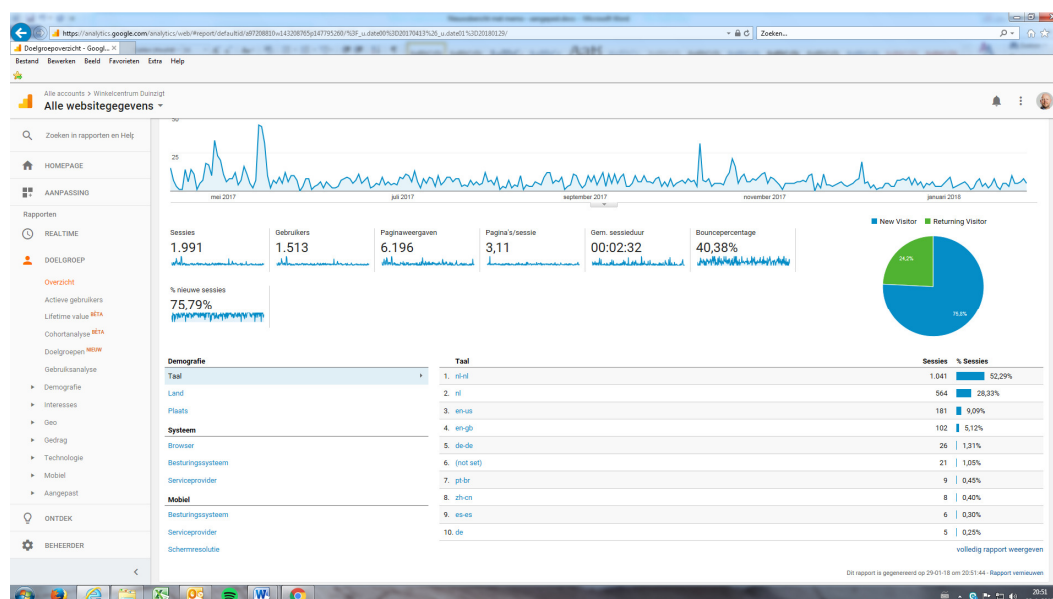 https://analytics.google.com/analytics/web/#report/defaultid/a97208810w143208765p147795260/%3F_u.date00%3D20170413%26_u.date01%3D20180129/
Zoeken...
Doelgroepoverzicht - Googl...
Bestand Bewerken Beeld Favorieten Extra Help
Alle accounts > Winkelcentrum Duinzigt
Alle websitegegevens
Zoeken in rapporten en Help
HOMEPAGE
AANPASSING
Rapporten
REALTIME
DOELGROEP
Overzicht
Actieve gebruikers
Lifetime value BÈTA
Cohortanalyse BÈTA
Doelgroepen NIEUW
Gebruiksanalyse
Demografie
Interesses
Geo
Gedrag
Technologie
Mobiel
Aangepast
ONTDEK
BEHEERDER
50
25
mei 2017 juli 2017 september 2017 november 2017 januari 2018
New Visitor Returning Visitor
24,2%
75,8%
Sessies
1.991
Gebruikers
1.513
Paginaweergaven
6.196
Pagina's/sessie
3,11
Gem. sessieduur
00:02:32
Bouncepercentage
40,38%
% nieuwe sessies
75,79%
Demografie
Taal
Land
Plaats
Systeem
Browser
Besturingssysteem
Serviceprovider
Mobiel
Besturingssysteem
Serviceprovider
Schermresolutie
Taal Sessies % Sessies
1. nl-nl 1.041 52,29%
2. nl 564 28,33%
3. en-us 181 9,09%
4. en-gb 102 5,12%
5. de-de 26 1,31%
6. (not set) 21 1,05%
7. pt-br 9 0,45%
8. zh-cn 8 0,40%
9. es-es 6 0,30%
10. de 5 0,25%
volledig rapport weergeven
Dit rapport is gegenereerd op 29-01-18 om 20:51:44 - Rapport vernieuwen
20:51